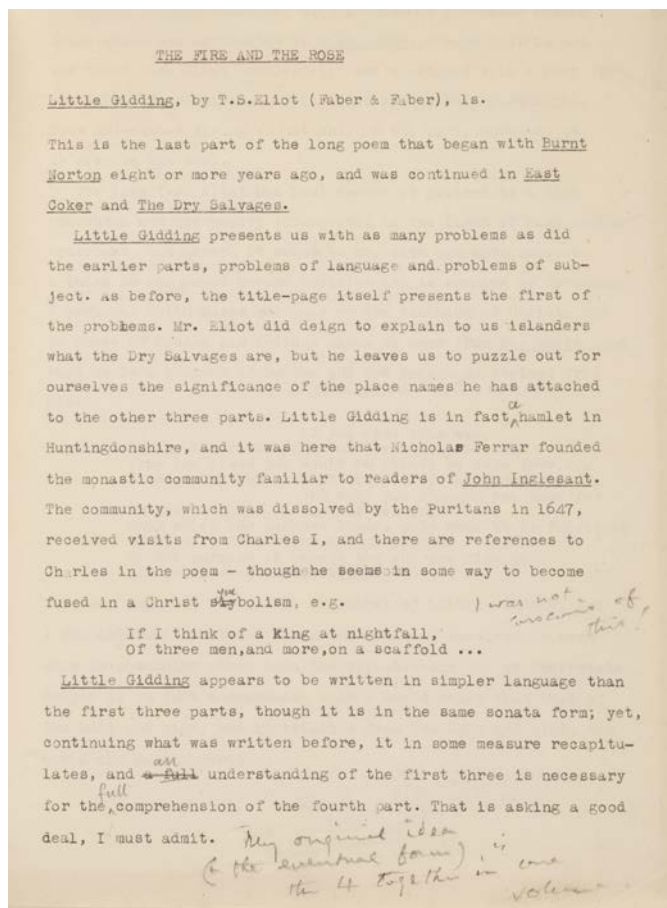 THE FIRE AND THE ROSE
Little Gidding, by T.S.Eliot (Faber & Faber), 1s.
This is the last part of the long poem that began with Burnt
Norton eight or more years ago, and was continued in East
Coker and The Dry Salvages.
Little Gidding presents us with as many problems as did
the earlier parts, problems of language and problems of sub-
ject. As before, the title-page itself presents the first of
the problems. Mr. Eliot did deign to explain to us islanders
what the Dry Salvages are, but he leaves us to puzzle out for
ourselves the significance of the place names he has attached
to the other three parts. Little Gidding is in fact a hamlet in
Huntingdonshire, and it was here that Nicholas Ferrar founded
the monastic community familiar to readers of John Inglesant.
The community, which was dissolved by the Puritans in 1647,
received visits from Charles I, and there are references to
Charles in the poem - though he seems in some way to become
fused in a Christ symbolism, e.g.
I was not
conscious of
this!
If I think of a king at nightfall,
Of three men,and more,on a scaffold ...
Little Gidding appears to be written in simpler language than
the first three parts, though it is in the same sonata form; yet,
continuing what was written before, it in some measure recapitu-
lates, and a full an understanding of the first three is necessary
for the full comprehension of the fourth part. That is asking a good
deal, I must admit. My original idea
(& the eventual form) is
the 4 together in one
volume.